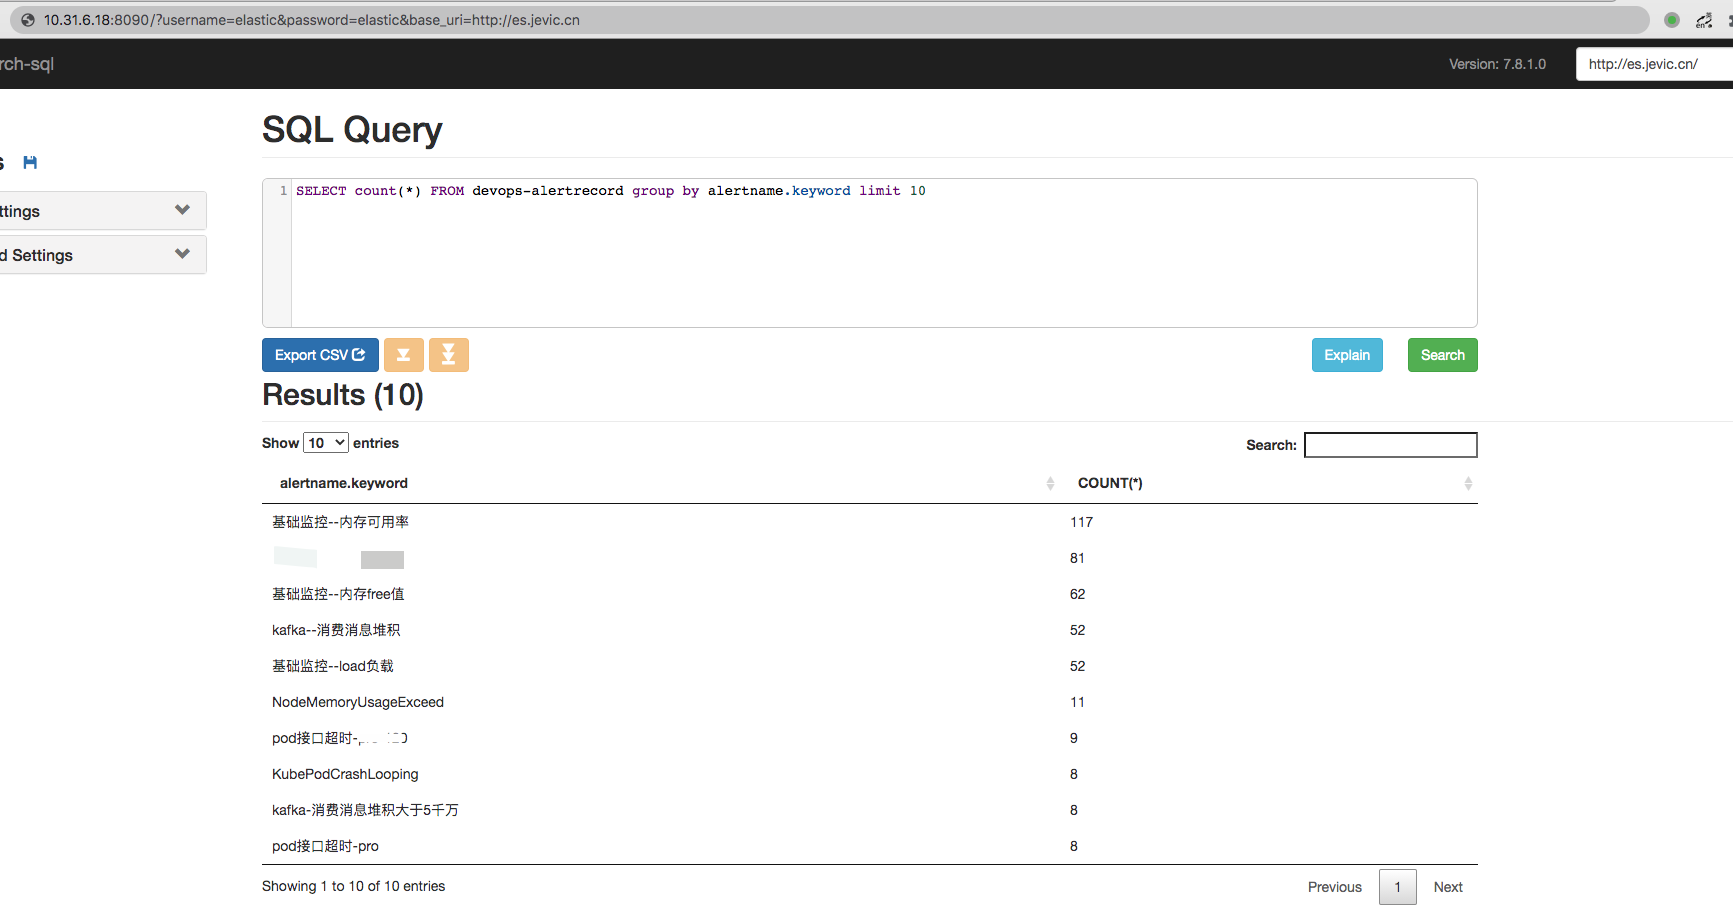 10.31.6.18:8090/?username=elastic&password=elastic&base_uri=http://es.jevic.cn
rch-sql
Version: 7.8.1.0
http://es.jevic.cn/
SQL Query
s
ttings
d Settings
1 SELECT count(*) FROM devops-alertrecord group by alertname.keyword limit 10
Export CSV
Explain
Search
Results (10)
Show 10 entries
Search:
alertname.keyword COUNT(*)
基础监控--内存可用率 117
81
基础监控--内存free值 62
kafka--消费消息堆积 52
基础监控--load负载 52
NodeMemoryUsageExceed 11
pod接口超时- 9
KubePodCrashLooping 8
kafka-消费消息堆积大于5千万 8
pod接口超时-pro 8
Showing 1 to 10 of 10 entries
Previous 1 Next